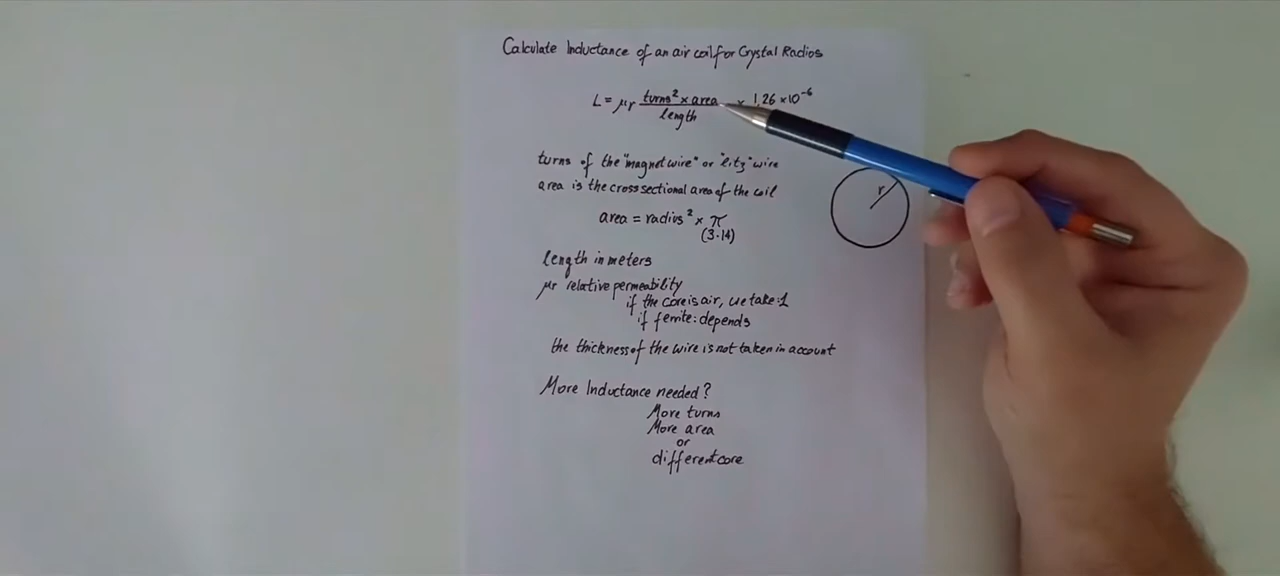 Calculate Inductance of an air coil for Crystal Radios
L = μr turns² × area / length × 1,26 × 10⁻⁶
turns of the "magnet wire" or "litz" wire
area is the cross sectional area of the coil
r
area = radius² × π
(3.14)
length in meters
μr relative permeability
if the core is air, we take: 1
if ferrite: depends
the thickness of the wire is not taken in account
More Inductance needed?
More turns
More area
or
different core